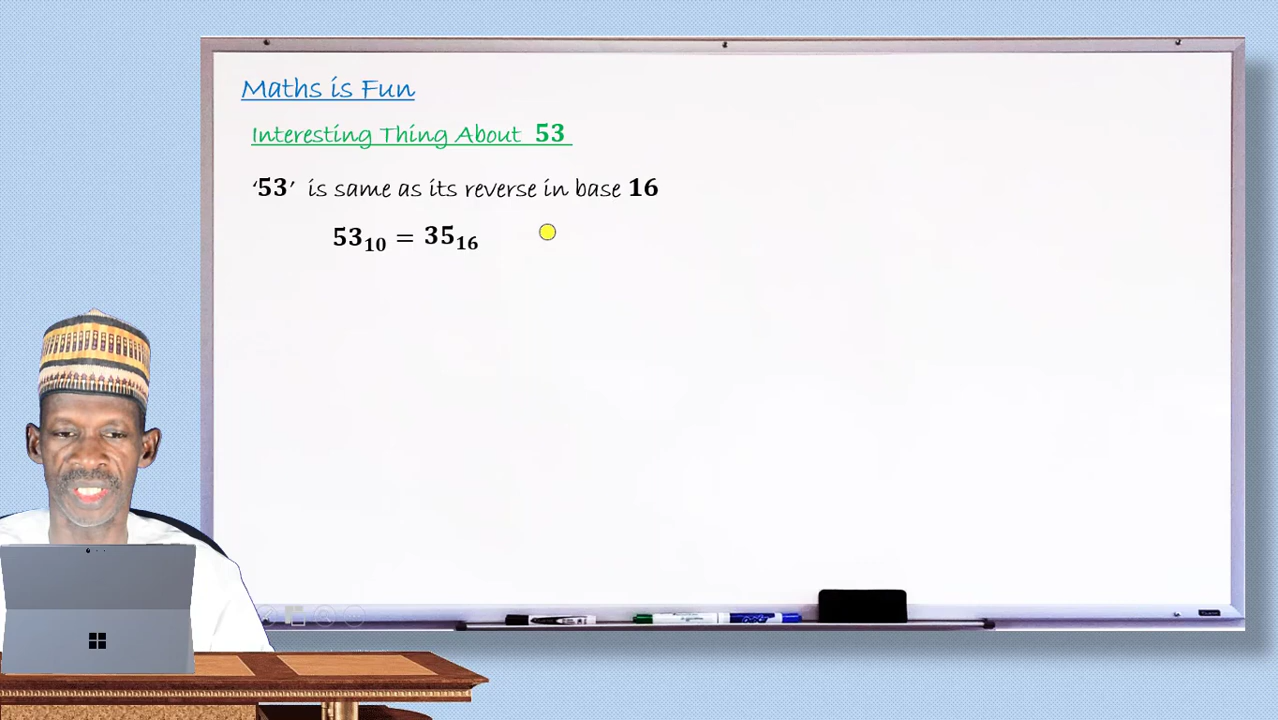 Maths is Fun
Interesting Thing About 53
‘53’ is same as its reverse in base 16
53₁₀ = 35₁₆